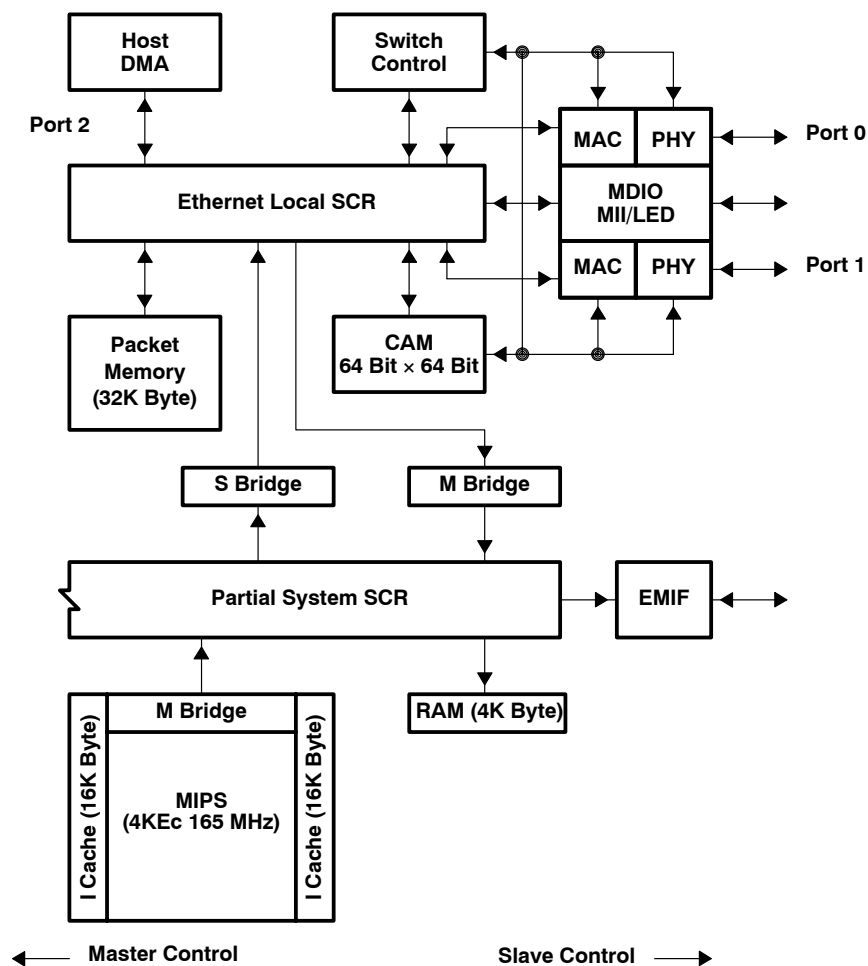 Host
DMA
Switch
Control
Port 2
MAC
PHY
Port 0
Ethernet Local SCR
MDIO
MII/LED
MAC
PHY
Port 1
Packet
Memory
(32K Byte)
CAM
64 Bit × 64 Bit
S Bridge
M Bridge
Partial System SCR
EMIF
I Cache (16K Byte)
M Bridge
MIPS
(4KEc 165 MHz)
I Cache (16K Byte)
RAM (4K Byte)
Master Control
Slave Control